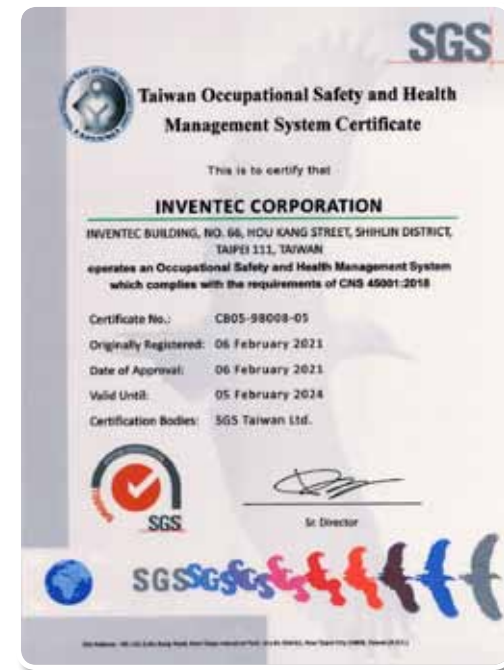 SGS
Taiwan Occupational Safety and Health
Management System Certificate
This is to certify that
INVENTEC CORPORATION
INVENTEC BUILDING, NO. 66, HOU KANG STREET, SHIHLIN DISTRICT,
TAIPEI 111, TAIWAN
operates an Occupational Safety and Health Management System
which complies with the requirements of CNS 45001:2018
Certificate No.: CB05-98008-05
Originally Registered: 06 February 2021
Date of Approval: 06 February 2021
Valid Until: 05 February 2024
Certification Bodies: SGS Taiwan Ltd.
SGS
Sr. Director
SGSSGSSGS